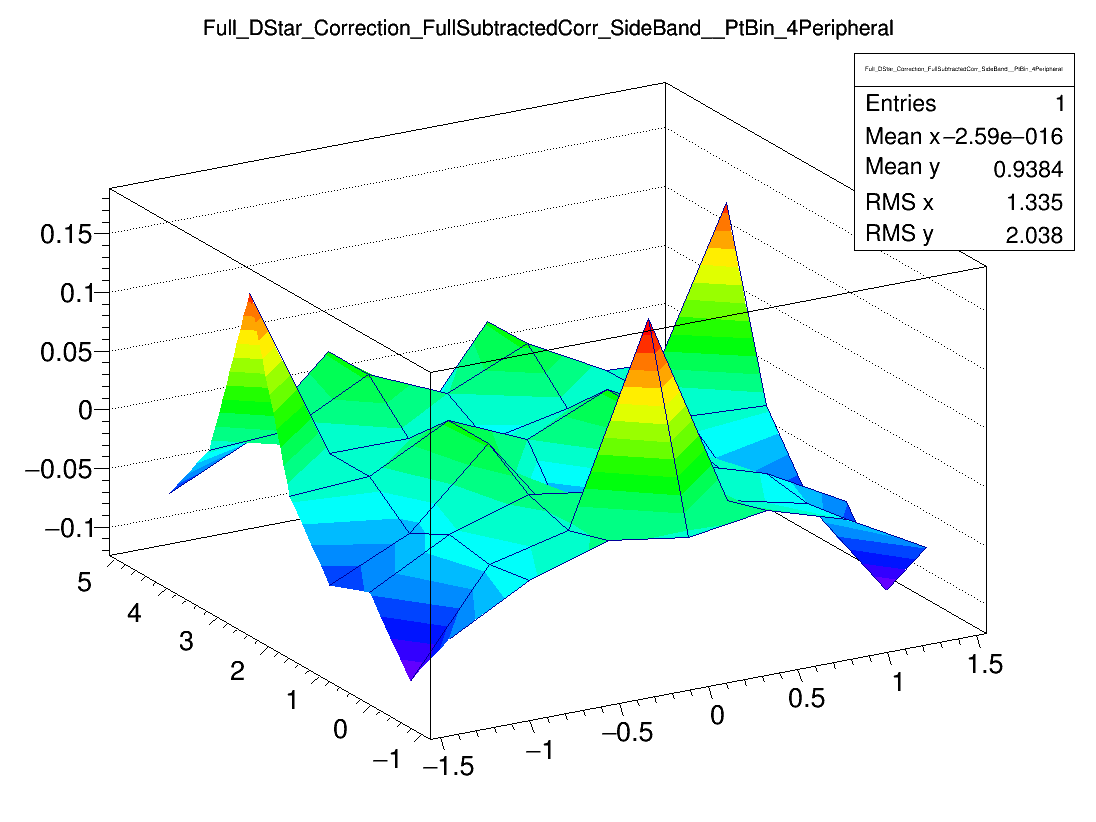 Full_DStar_Correction_FullSubtractedCorr_SideBand__PtBin_4Peripheral
Full_DStar_Correction_FullSubtractedCorr_SideBand__PtBin_4Peripheral
Entries 1
Mean x −2.59e−016
Mean y 0.9384
RMS x 1.335
RMS y 2.038
0.15
0.1
0.05
0
−0.05
−0.1
5
4
3
2
1
0
−1
−1.5
−1
−0.5
0
0.5
1
1.5